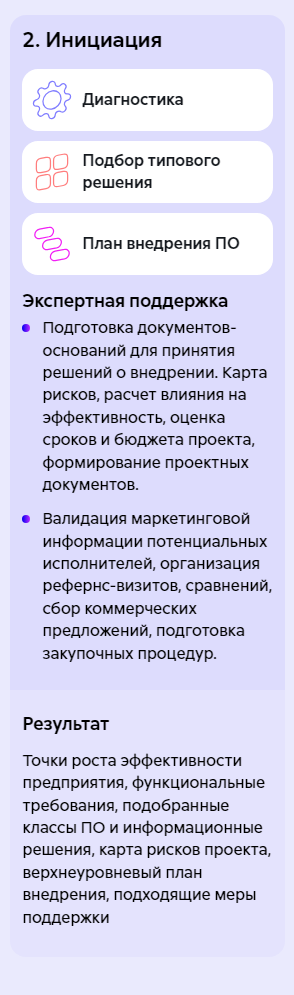 2. Инициация
Диагностика
Подбор типового
решения
План внедрения ПО
Экспертная поддержка
Подготовка документов-
оснований для принятия
решений о внедрении. Карта
рисков, расчет влияния на
эффективность, оценка
сроков и бюджета проекта,
формирование проектных
документов.
Валидация маркетинговой
информации потенциальных
исполнителей, организация
рефернс-визитов, сравнений,
сбор коммерческих
предложений, подготовка
закупочных процедур.
Результат
Точки роста эффективности
предприятия, функциональные
требования, подобранные
классы ПО и информационные
решения, карта рисков проекта,
верхнеуровневый план
внедрения, подходящие меры
поддержки